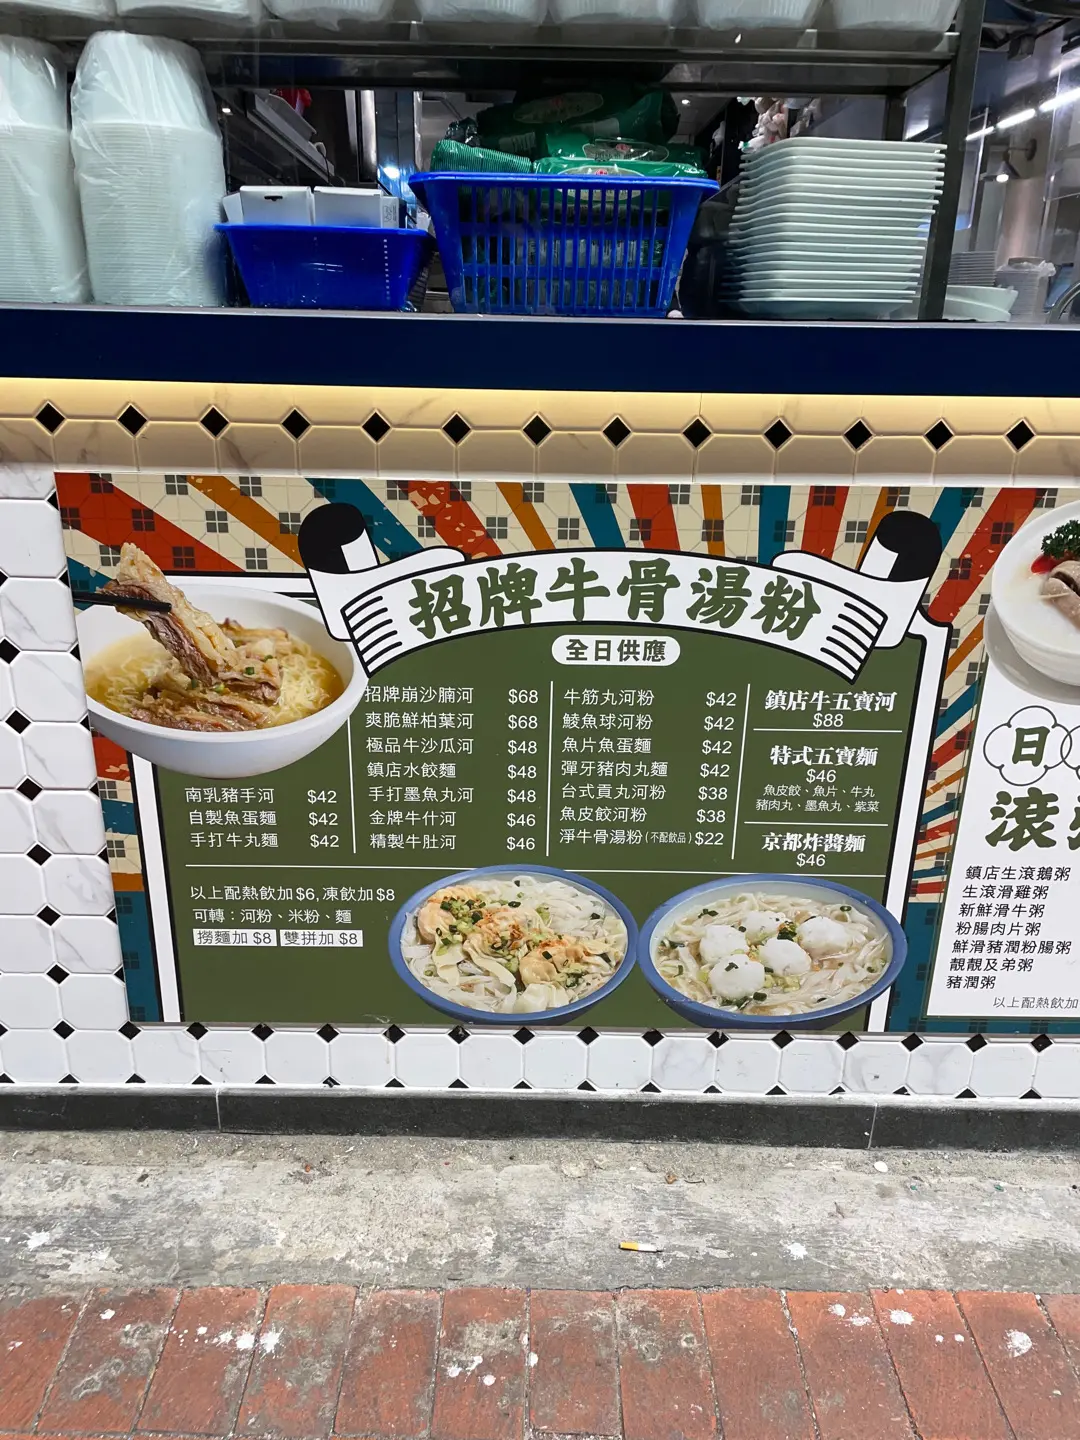 招牌牛骨湯粉
全日供應
南乳豬手河 $42
自製魚蛋麵 $42
手打牛丸麵 $42
招牌崩沙腩河 $68
爽脆鮮柏葉河 $68
極品牛沙瓜河 $48
鎮店水餃麵 $48
手打墨魚丸河 $48
金牌牛什河 $46
精製牛肚河 $46
牛筋丸河粉 $42
鯪魚球河粉 $42
魚片魚蛋麵 $42
彈牙豬肉丸麵 $42
台式貢丸河粉 $38
魚皮餃河粉 $38
淨牛骨湯粉(不配飲品) $22
鎮店牛五寶河
$88
特式五寶麵
$46
魚皮餃、魚片、牛丸
豬肉丸、墨魚丸、紫菜
京都炸醬麵
$46
以上配熱飲加$6,凍飲加$8
可轉：河粉、米粉、麵
撈麵加 $8 雙拼加 $8
日
滾
鎮店生滾鵝粥
生滾滑雞粥
新鮮滑牛粥
粉腸肉片粥
鮮滑豬潤粉腸粥
靚靚及弟粥
豬潤粥
以上配熱飲加